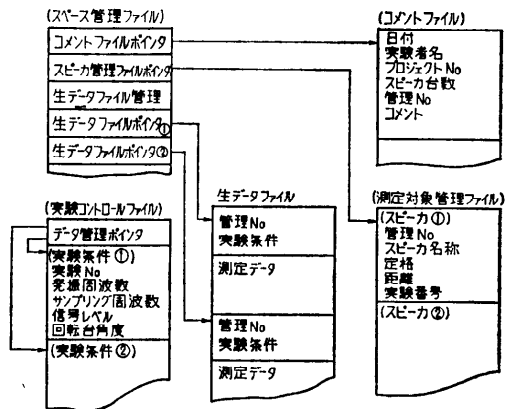 (スペース管理ファイル)
コメントファイルポインタ
スピーカ管理ファイルポインタ
生データファイル管理
生データファイルポインタ①
生データファイルポインタ②
(コメントファイル)
日付
実験者名
プロジェクトNo
スピーカ台数
管理No
コメント
(実験コントロールファイル)
データ管理ポインタ
(実験条件①)
実験No
発振周波数
サンプリング周波数
信号レベル
回転台角度
(実験条件②)
生データファイル
管理No
実験条件
測定データ
管理No
実験条件
測定データ
(測定対象管理ファイル)
(スピーカ①)
管理No
スピーカ名称
定格
距離
実験番号
(スピーカ②)